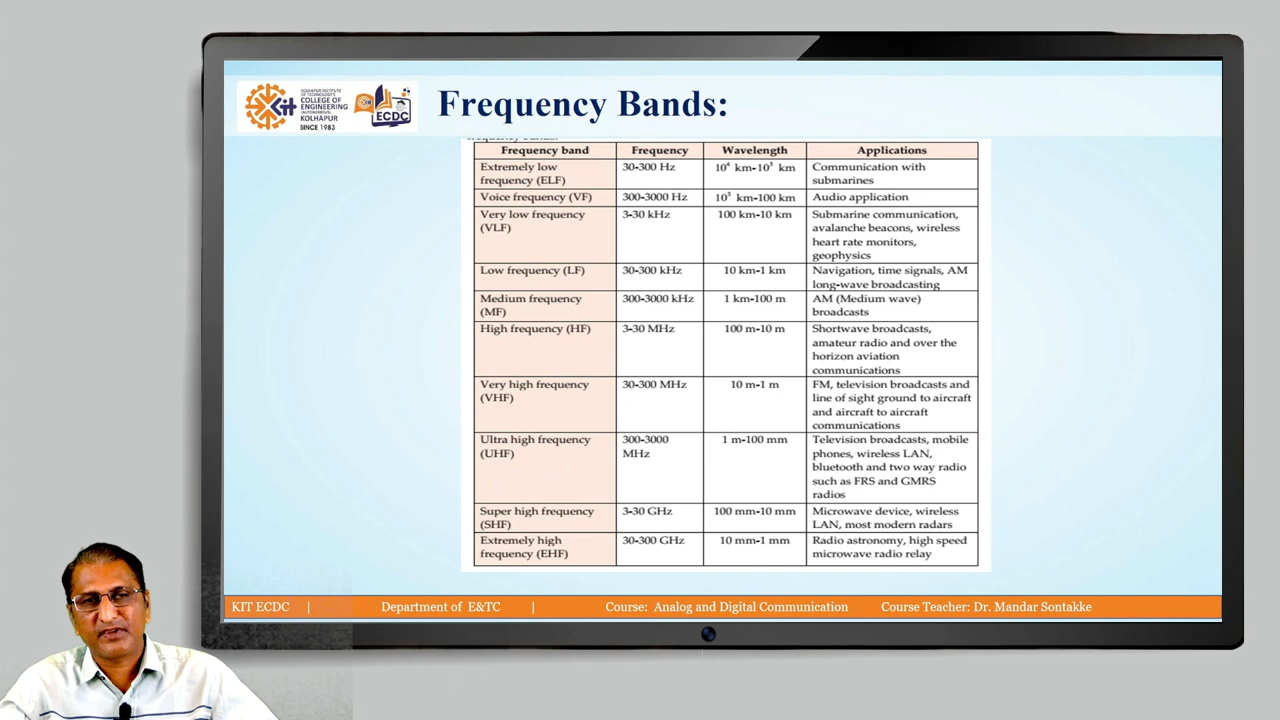 KOLHAPUR INSTITUTE
OF TECHNOLOGY'S
COLLEGE OF
ENGINEERING
(AUTONOMOUS)
KOLHAPUR
SINCE 1983
KIT
ECDC
Frequency Bands:
Frequency band Frequency Wavelength Applications
Extremely low 30-300 Hz 10⁴ km-10³ km Communication with
frequency (ELF) submarines
Voice frequency (VF) 300-3000 Hz 10³ km-100 km Audio application
Very low frequency 3-30 kHz 100 km-10 km Submarine communication,
(VLF) avalanche beacons, wireless
heart rate monitors,
geophysics
Low frequency (LF) 30-300 kHz 10 km-1 km Navigation, time signals, AM
long-wave broadcasting
Medium frequency 300-3000 kHz 1 km-100 m AM (Medium wave)
(MF) broadcasts
High frequency (HF) 3-30 MHz 100 m-10 m Shortwave broadcasts,
amateur radio and over the
horizon aviation
communications
Very high frequency 30-300 MHz 10 m-1 m FM, television broadcasts and
(VHF) line of sight ground to aircraft
and aircraft to aircraft
communications
Ultra high frequency 300-3000 1 m-100 mm Television broadcasts, mobile
(UHF) MHz phones, wireless LAN,
bluetooth and two way radio
such as FRS and GMRS
radios
Super high frequency 3-30 GHz 100 mm-10 mm Microwave device, wireless
(SHF) LAN, most modern radars
Extremely high 30-300 GHz 10 mm-1 mm Radio astronomy, high speed
frequency (EHF) microwave radio relay
KIT ECDC | Department of E&TC | Course: Analog and Digital Communication Course Teacher: Dr. Mandar Sontakke